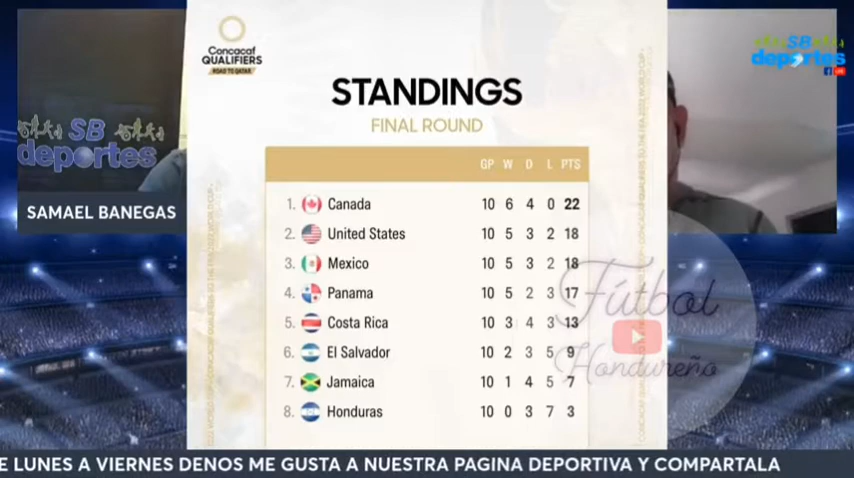 Concacaf
QUALIFIERS
ROAD TO QATAR
SB
deportes
SB
deportes
SAMAEL BANEGAS
STANDINGS
FINAL ROUND
GP W D L PTS
1. Canada 10 6 4 0 22
2. United States 10 5 3 2 18
3. Mexico 10 5 3 2 18
4. Panama 10 5 2 3 17
5. Costa Rica 10 3 4 3 13
6. El Salvador 10 2 3 5 9
7. Jamaica 10 1 4 5 7
8. Honduras 10 0 3 7 3
Fútbol
Hondureño
E LUNES A VIERNES DENOS ME GUSTA A NUESTRA PAGINA DEPORTIVA Y COMPARTALA